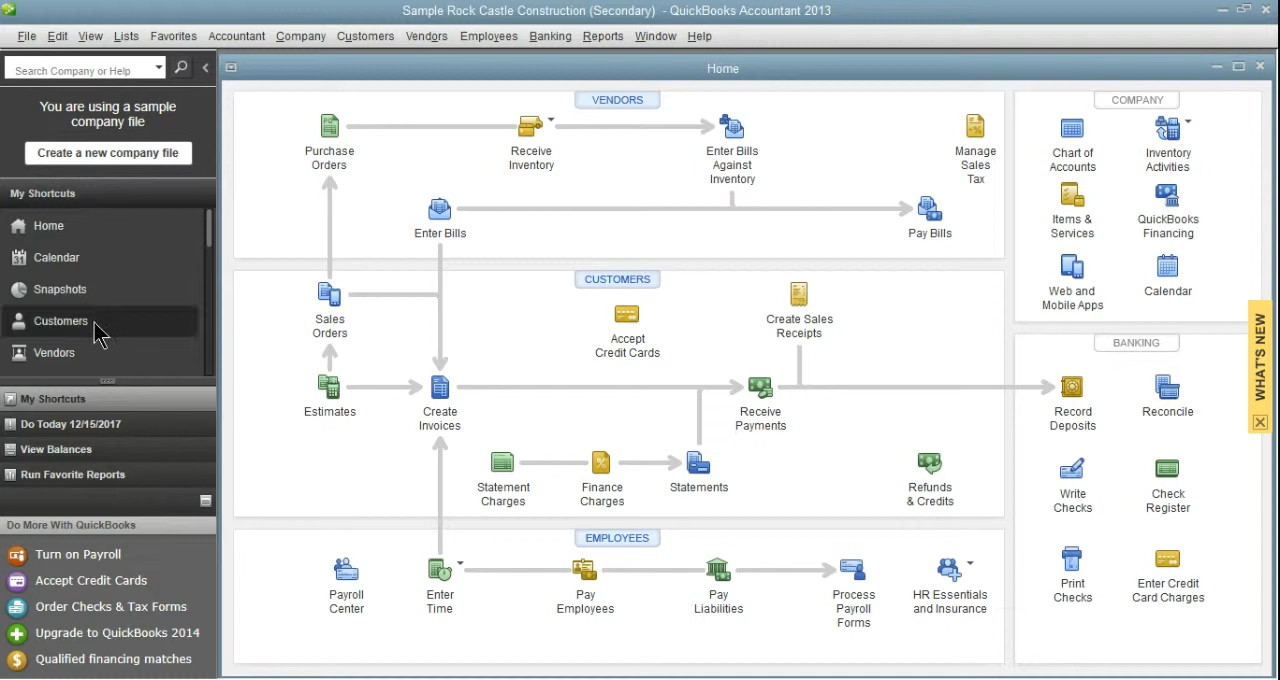 Sample Rock Castle Construction (Secondary) - QuickBooks Accountant 2013
File Edit View Lists Favorites Accountant Company Customers Vendors Employees Banking Reports Window Help
Search Company or Help
You are using a sample
company file
Create a new company file
My Shortcuts
Home
Calendar
Snapshots
Customers
Vendors
My Shortcuts
Do Today 12/15/2017
View Balances
Run Favorite Reports
Do More With QuickBooks
Turn on Payroll
Accept Credit Cards
Order Checks & Tax Forms
Upgrade to QuickBooks 2014
Qualified financing matches
Home
VENDORS
Purchase
Orders
Receive
Inventory
Enter Bills
Against
Inventory
Manage
Sales
Tax
Enter Bills
Pay Bills
CUSTOMERS
Sales
Orders
Accept
Credit Cards
Create Sales
Receipts
Estimates
Create
Invoices
Receive
Payments
Statement
Charges
Finance
Charges
Statements
Refunds
& Credits
EMPLOYEES
Payroll
Center
Enter
Time
Pay
Employees
Pay
Liabilities
Process
Payroll
Forms
HR Essentials
and Insurance
COMPANY
Chart of
Accounts
Inventory
Activities
Items &
Services
QuickBooks
Financing
Web and
Mobile Apps
Calendar
BANKING
Record
Deposits
Reconcile
Write
Checks
Check
Register
Print
Checks
Enter Credit
Card Charges
WHAT'S NEW